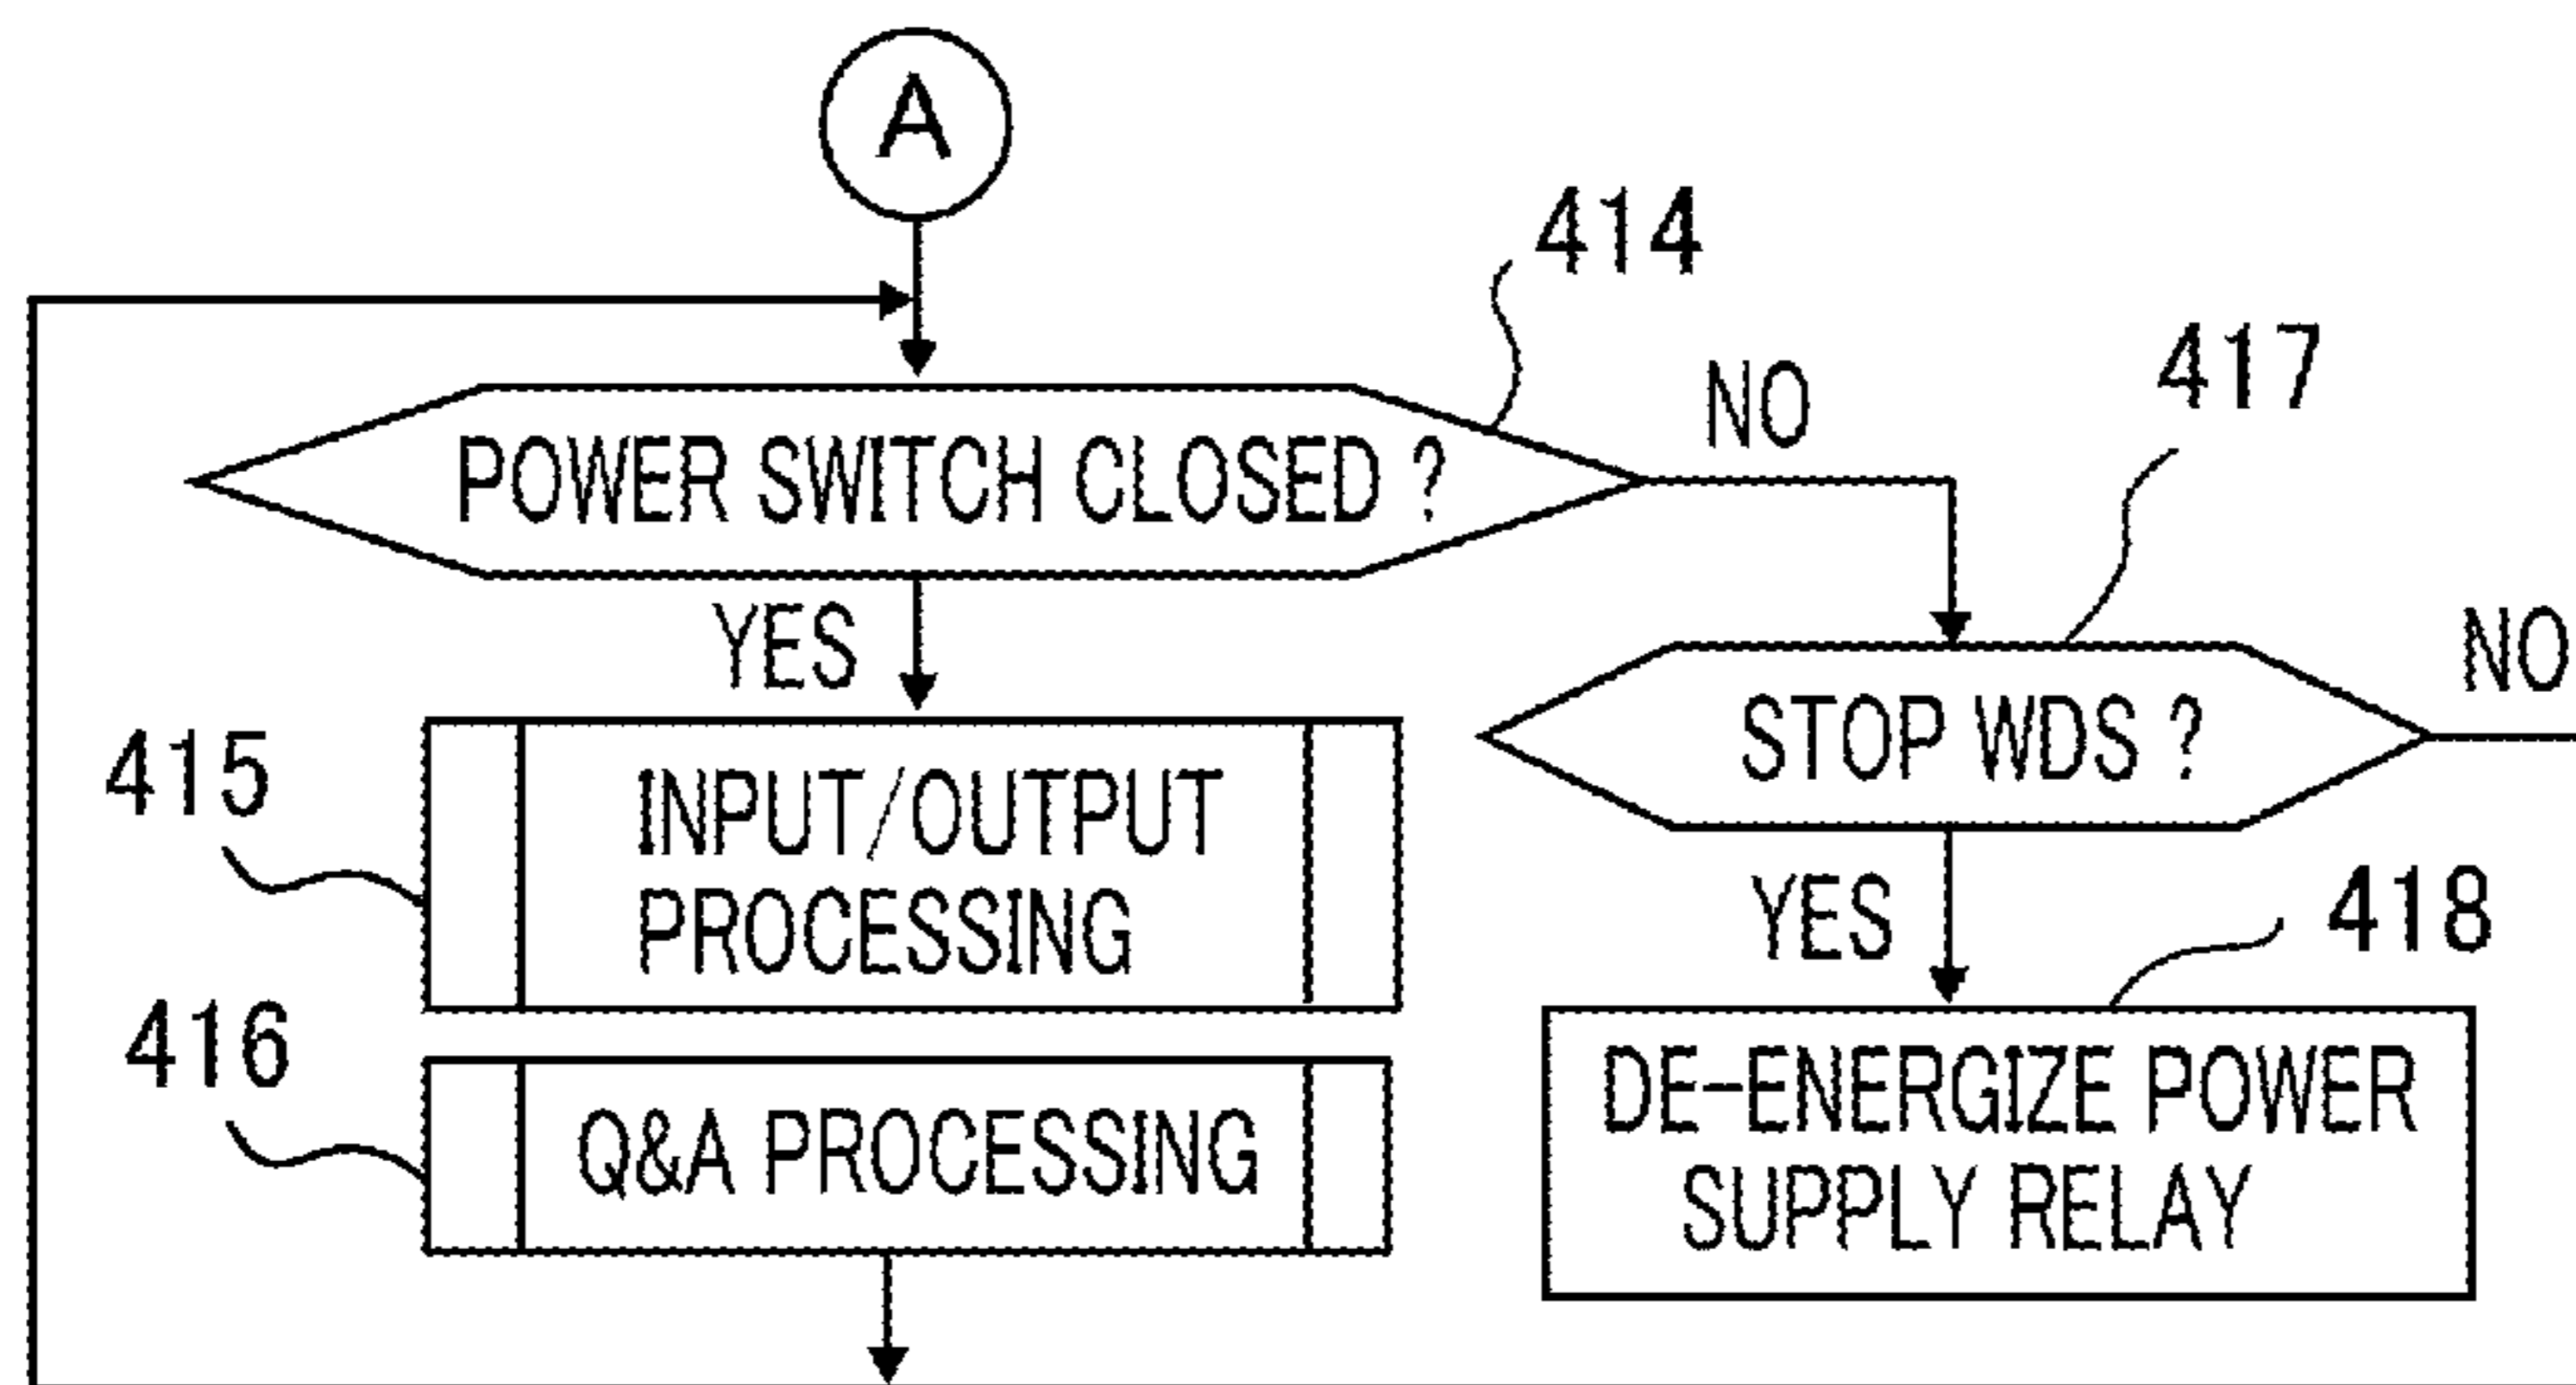 A
414
POWER SWITCH CLOSED ?
NO
417
YES
STOP WDS ?
NO
415
INPUT/OUTPUT
PROCESSING
YES
418
416
Q&A PROCESSING
DE-ENERGIZE POWER
SUPPLY RELAY